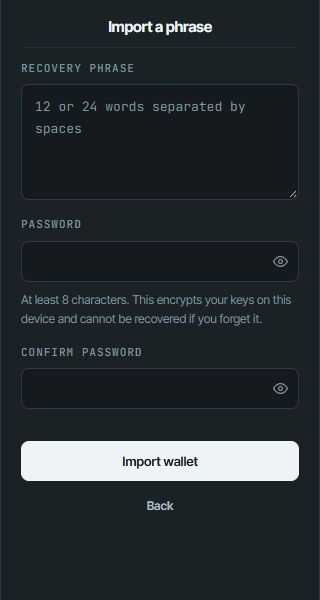 Import a phrase
RECOVERY PHRASE
12 or 24 words separated by
spaces
PASSWORD
At least 8 characters. This encrypts your keys on this
device and cannot be recovered if you forget it.
CONFIRM PASSWORD
Import wallet
Back